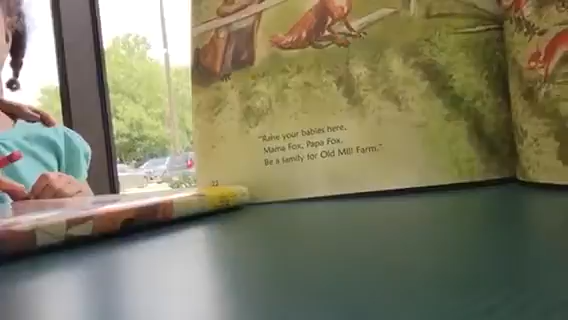 "Raise your babies here,
Mama Fox, Papa Fox.
Be a family for Old Mill Farm."
22